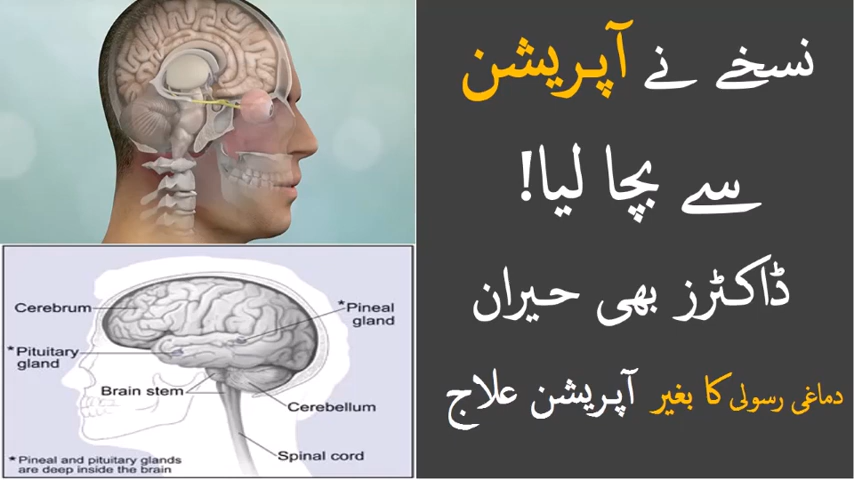 نسخے نے آپریشن
سے بچا لیا!
ڈاکٹرز بھی حیران
دماغی رسولی کا بغیر آپریشن علاج
Cerebrum
*Pineal
gland
*Pituitary
gland
Brain stem
Cerebellum
Spinal cord
*Pineal and pituitary glands
are deep inside the brain